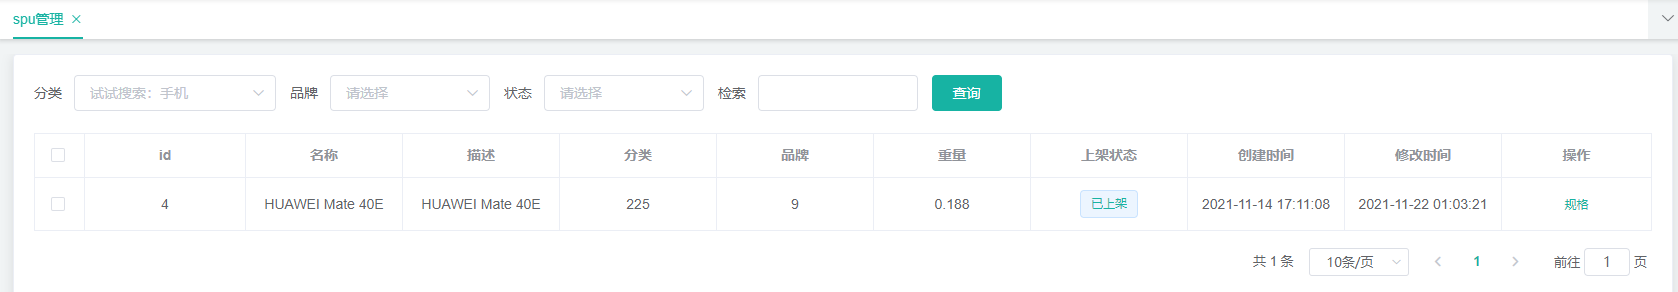 spu管理
分类 试试搜索：手机 品牌 请选择 状态 请选择 检索 查询
id 名称 描述 分类 品牌 重量 上架状态 创建时间 修改时间 操作
4 HUAWEI Mate 40E HUAWEI Mate 40E 225 9 0.188 已上架 2021-11-14 17:11:08 2021-11-22 01:03:21 规格
共 1 条 10条/页 1 前往 1 页